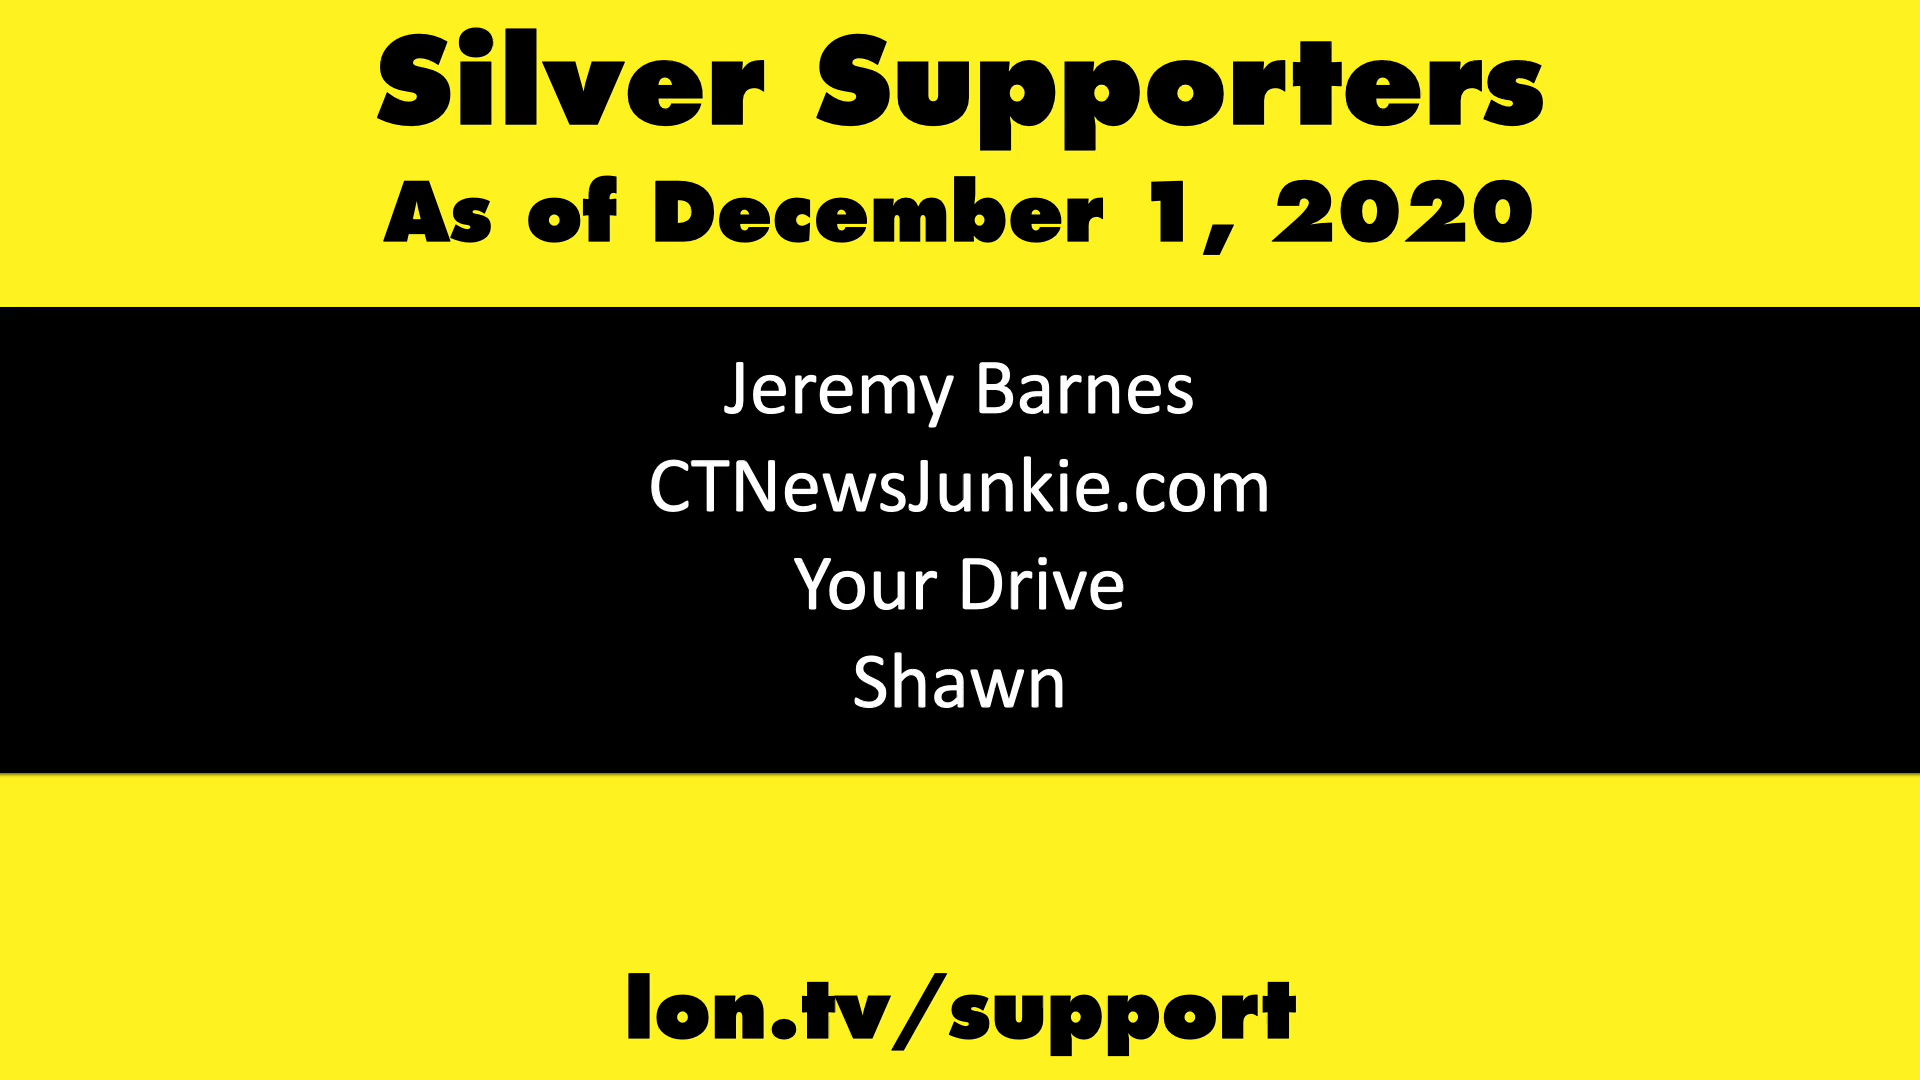 Silver Supporters
As of December 1, 2020
Jeremy Barnes
CTNewsJunkie.com
Your Drive
Shawn
lon.tv/support